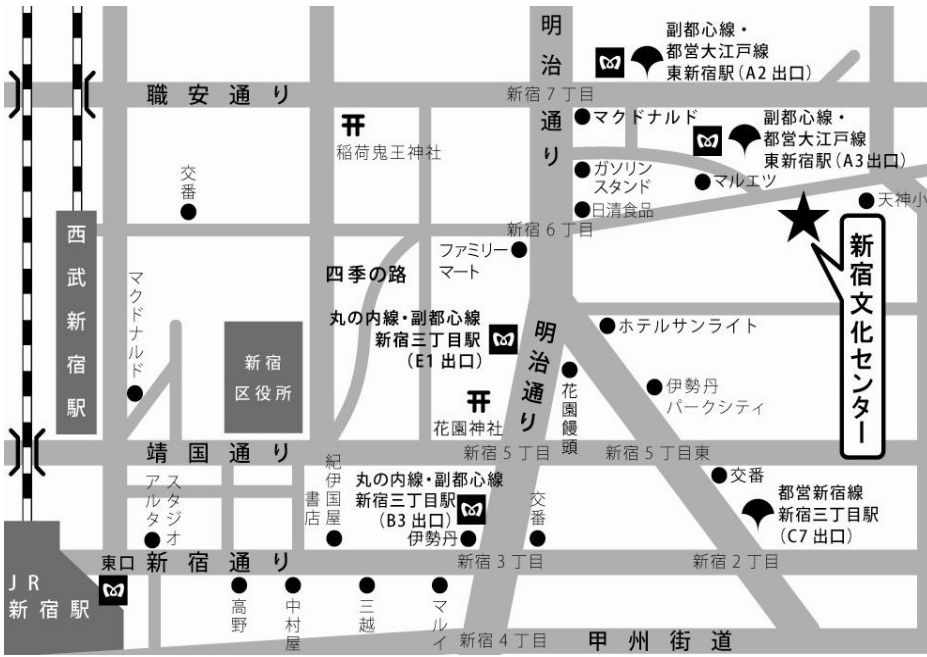 明治通り
副都心線・
都営大江戸線
東新宿駅（A2出口）
職安通り
新宿7丁目
マクドナルド
副都心線・
都営大江戸線
東新宿駅（A3出口）
稲荷鬼王神社
ガソリン
スタンド
マルエツ
交番
日清食品
天神小
新宿6丁目
西武新宿駅
ファミリー
マート
新宿文化センター
四季の路
マクドナルド
丸の内線・副都心線
新宿三丁目駅
（E1出口）
明治通り
ホテルサンライト
新宿
区役所
花園饅頭
伊勢丹
パークシティ
花園神社
靖国通り
新宿5丁目
新宿5丁目東
スタジオ
アルタ
紀伊國屋
書店
丸の内線・副都心線
新宿三丁目駅
（B3出口）
伊勢丹
交番
交番
都営新宿線
新宿三丁目駅
（C7出口）
東口
新宿通り
新宿3丁目
新宿2丁目
JR
新宿駅
高野
中村屋
三越
マルイ
新宿4丁目
甲州街道